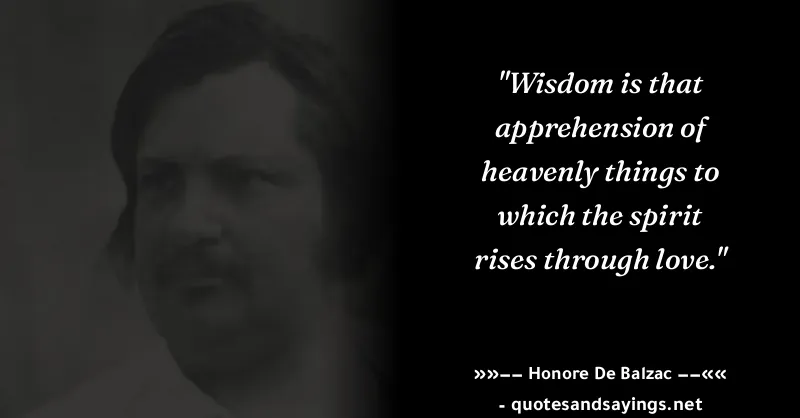 "Wisdom is that
apprehension of
heavenly things to
which the spirit
rises through love."
»»—— Honore De Balzac ——««
- quotesandsayings.net